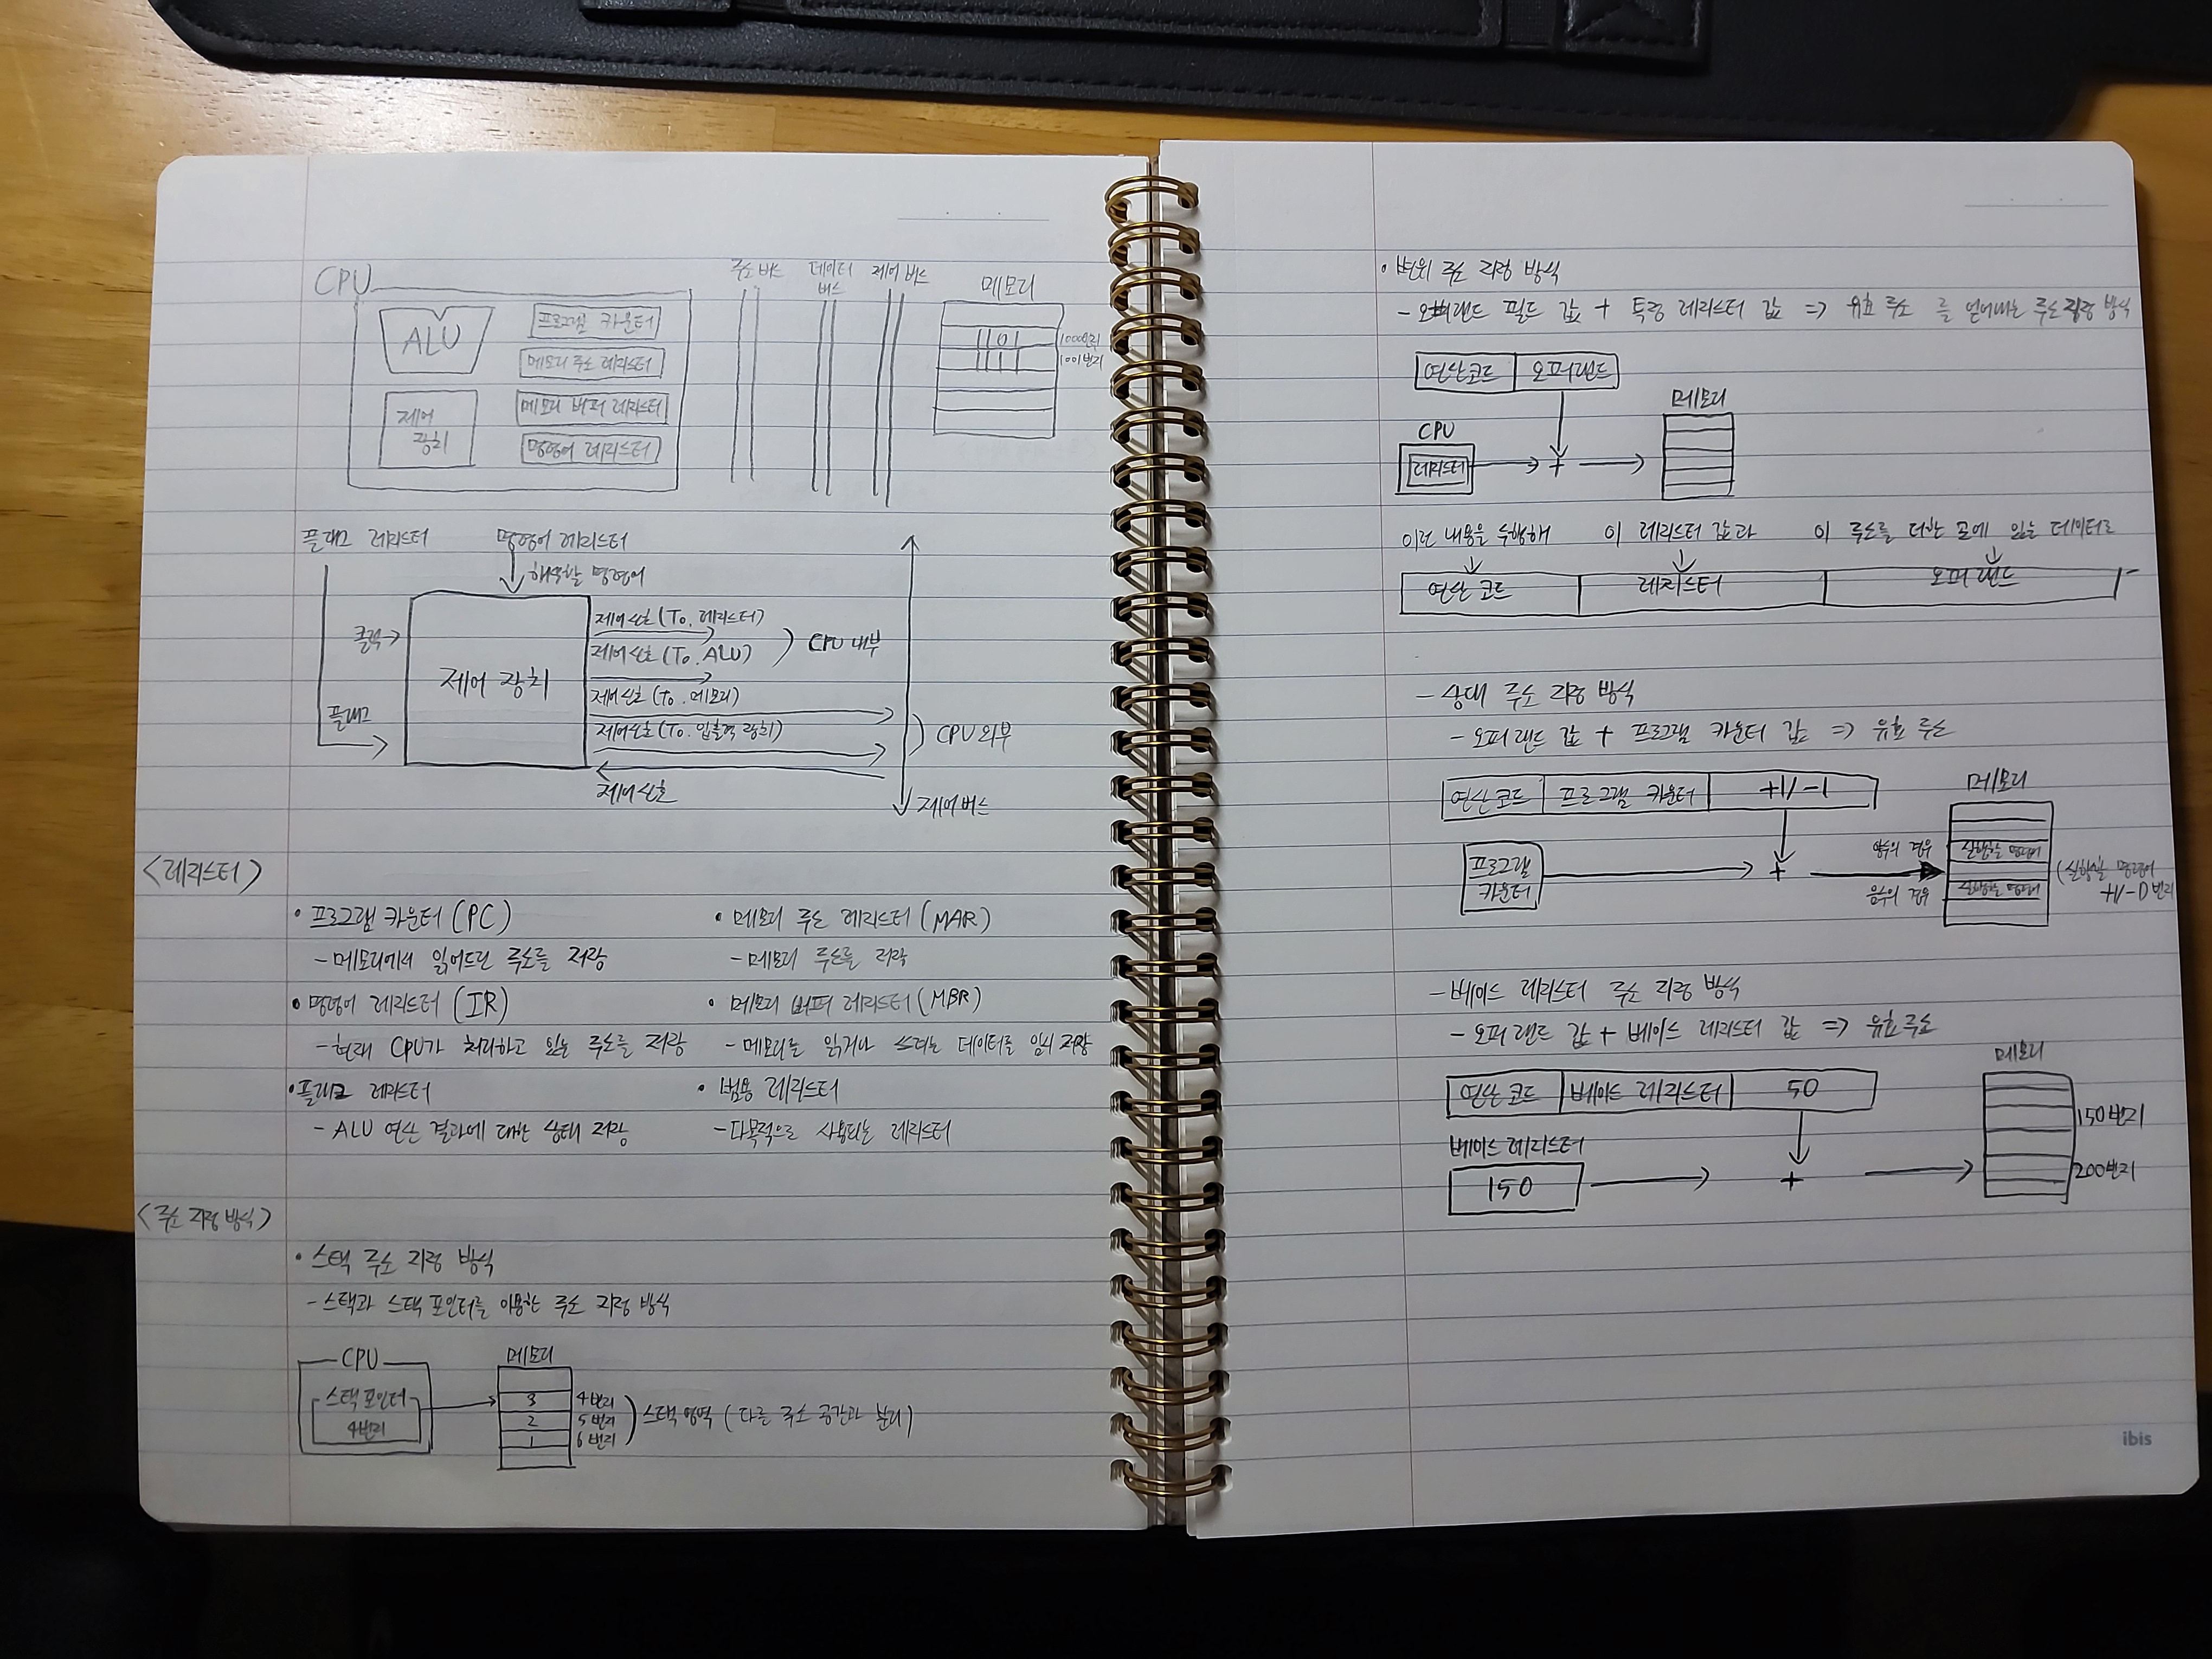 CPU
주소 버스
데이터 버스
제어 버스
메모리
ALU
제어 장치
프로그램 카운터
메모리 주소 레지스터
메모리 버퍼 레지스터
명령어 레지스터
1101
1000번지
1111
1001번지
플래그 레지스터
명령어 레지스터
해석할 명령어
클럭
플래그
제어 장치
제어신호 (To. 레지스터)
제어신호 (To. ALU)
CPU 내부
제어신호 (To. 메모리)
제어신호 (To. 입출력 장치)
CPU 외부
제어신호
제어버스
<레지스터>
• 프로그램 카운터 (PC)
- 메모리에서 읽어드린 주소를 저장
• 메모리 주소 레지스터 (MAR)
- 메모리 주소를 저장
• 명령어 레지스터 (IR)
- 현재 CPU가 처리하고 있는 주소를 저장
• 메모리 버퍼 레지스터 (MBR)
- 메모리는 읽거나 쓰려는 데이터를 임시 저장
• 플래그 레지스터
- ALU 연산 결과에 대한 상태 저장
• 범용 레지스터
- 다목적으로 사용되는 레지스터
<주소 지정 방식>
• 스택 주소 지정 방식
- 스택과 스택 포인터를 이용한 주소 지정 방식
CPU
스택 포인터
4번지
메모리
3 4번지
2 5번지
1 6번지
스택 영역 (다른 주소 공간과 분리)
• 변위 주소 지정 방식
- 오퍼랜드 필드 값 + 특정 레지스터 값 => 유효 주소 를 얻어내는 주소 지정 방식
연산코드 오퍼랜드
CPU
레지스터
+
메모리
이런 내용을 수행해 이 레지스터 값과 이 주소를 더한 곳에 있는 데이터로
연산 코드 레지스터 오퍼랜드
- 상대 주소 지정 방식
- 오퍼랜드 값 + 프로그램 카운터 값 => 유효 주소
연산코드 프로그램 카운터 +1/-1
프로그램 카운터
+
양수의 경우
음수의 경우
메모리
실행할 명령어
실행할 명령어
(실행할 명령어
- 베이스 레지스터 주소 지정 방식
- 오퍼랜드 값 + 베이스 레지스터 값 => 유효주소
연산코드 베이스 레지스터 50
베이스 레지스터
150
+
메모리
150번지
200번지
ibis